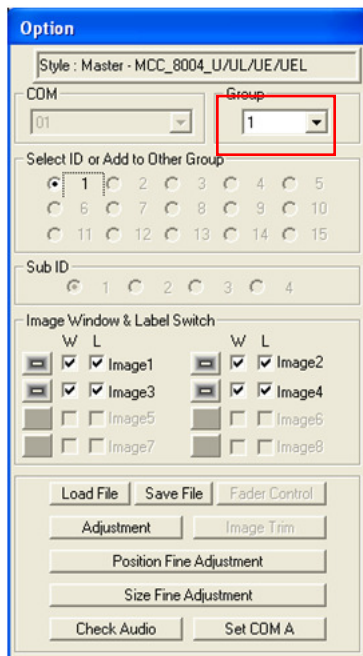 Option
Style : Master - MCC_8004_U/UL/UE/UEL
COM Group
01 1
Select ID or Add to Other Group
1 2 3 4 5
6 7 8 9 10
11 12 13 14 15
Sub ID
1 2 3 4
Image Window & Label Switch
W L W L
Image1 Image2
Image3 Image4
Image5 Image6
Image7 Image8
Load File Save File Fader Control
Adjustment Image Trim
Position Fine Adjustment
Size Fine Adjustment
Check Audio Set COM A